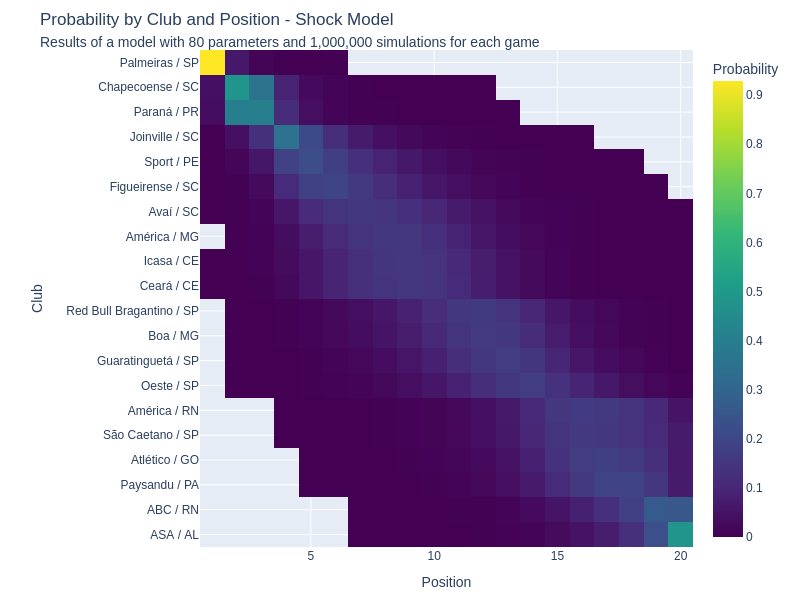 Probability by Club and Position - Shock Model
Results of a model with 80 parameters and 1,000,000 simulations for each game
Probability
Club
Palmeiras / SP
Chapecoense / SC
Paraná / PR
Joinville / SC
Sport / PE
Figueirense / SC
Avaí / SC
América / MG
Icasa / CE
Ceará / CE
Red Bull Bragantino / SP
Boa / MG
Guaratinguetá / SP
Oeste / SP
América / RN
São Caetano / SP
Atlético / GO
Paysandu / PA
ABC / RN
ASA / AL
0.9
0.8
0.7
0.6
0.5
0.4
0.3
0.2
0.1
0
5 10 15 20
Position